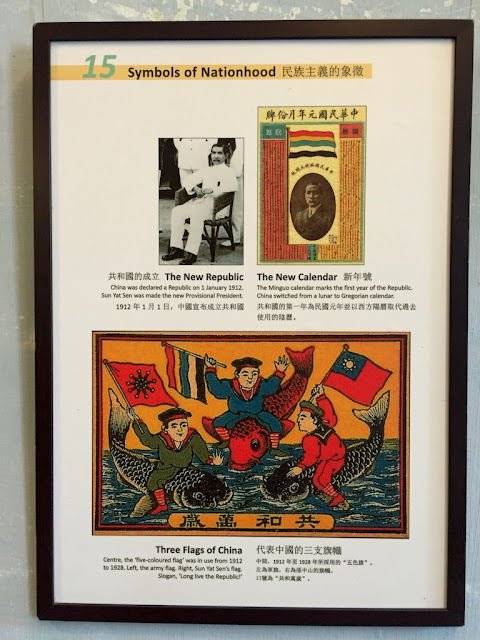 15 Symbols of Nationhood 民族主義的象徵
中華民國元年月份牌
共和國的成立 The New Republic
China was declared a Republic on 1 January 1912.
Sun Yat Sen was made the new Provisional President.
1912 年 1 月 1 日，中國宣布成立共和國
The New Calendar 新年號
The Minguo calendar marks the first year of the Republic.
China switched from a lunar to Gregorian calendar.
共和國的第一年為民國元年並以西方陽曆取代過去
使用的陰曆。
歲萬和共
Three Flags of China
Centre, the ‘five-coloured flag’ was in use from 1912
to 1928. Left, the army flag. Right, Sun Yat Sen’s flag.
Slogan, ‘Long live the Republic!’
代表中國的三支旗幟
中間，1912 年至 1928 年所採用的“五色旗”。
左為軍旗。右為孫中山的旗幟。
口號為“共和萬歲”。